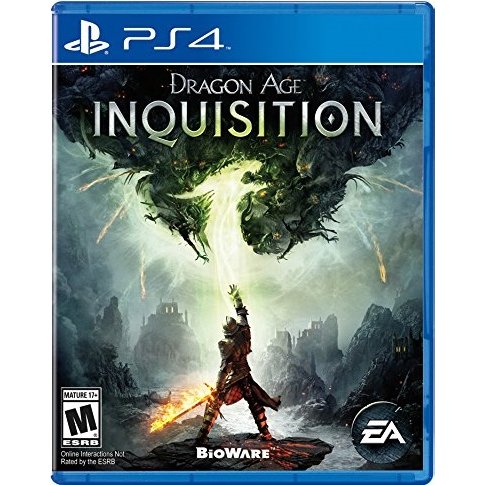 PS4
DRAGON AGE
INQUISITION
MATURE 17+
M
ESRB
Online Interactions Not
Rated by the ESRB
BIOWARE
EA